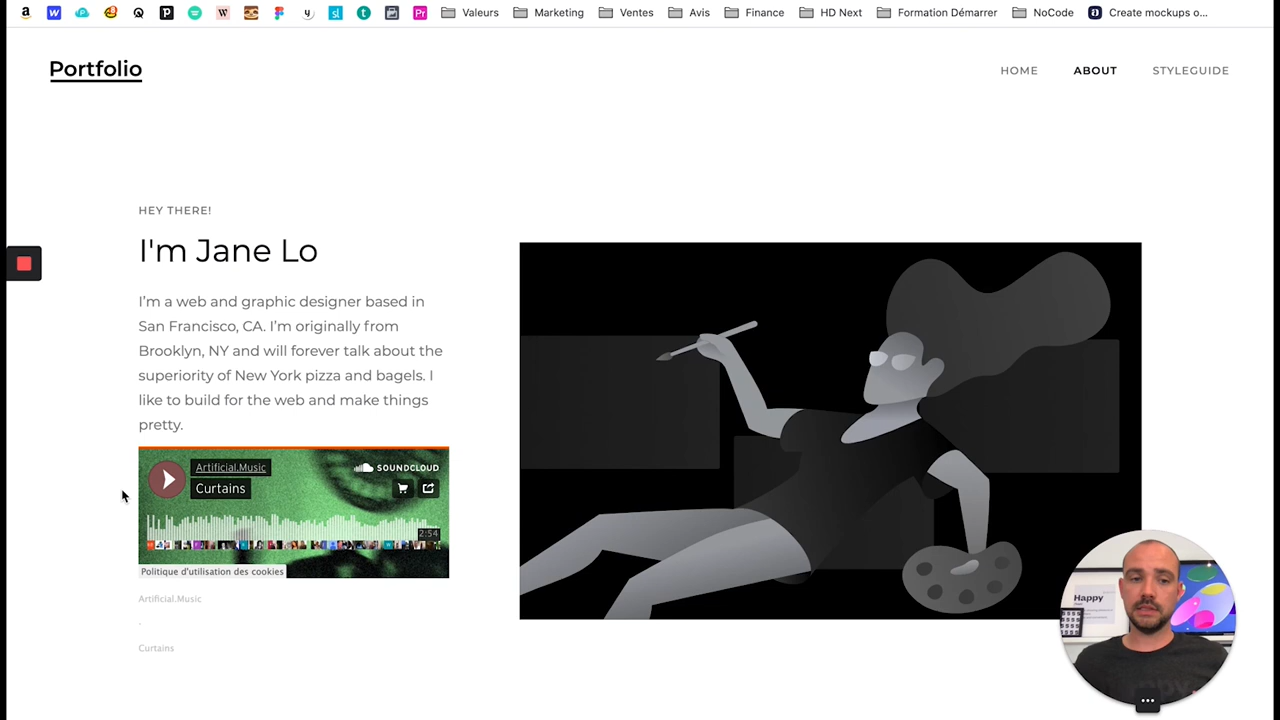 Valeurs Marketing Ventes Avis Finance HD Next Formation Démarrer NoCode Create mockups o...
Portfolio
HOME ABOUT STYLEGUIDE
HEY THERE!
I'm Jane Lo
I'm a web and graphic designer based in
San Francisco, CA. I'm originally from
Brooklyn, NY and will forever talk about the
superiority of New York pizza and bagels. I
like to build for the web and make things
pretty.
Artificial.Music
SOUNDCLOUD
Curtains
2:54
Politique d'utilisation des cookies
Artificial.Music
·
Curtains
Happy